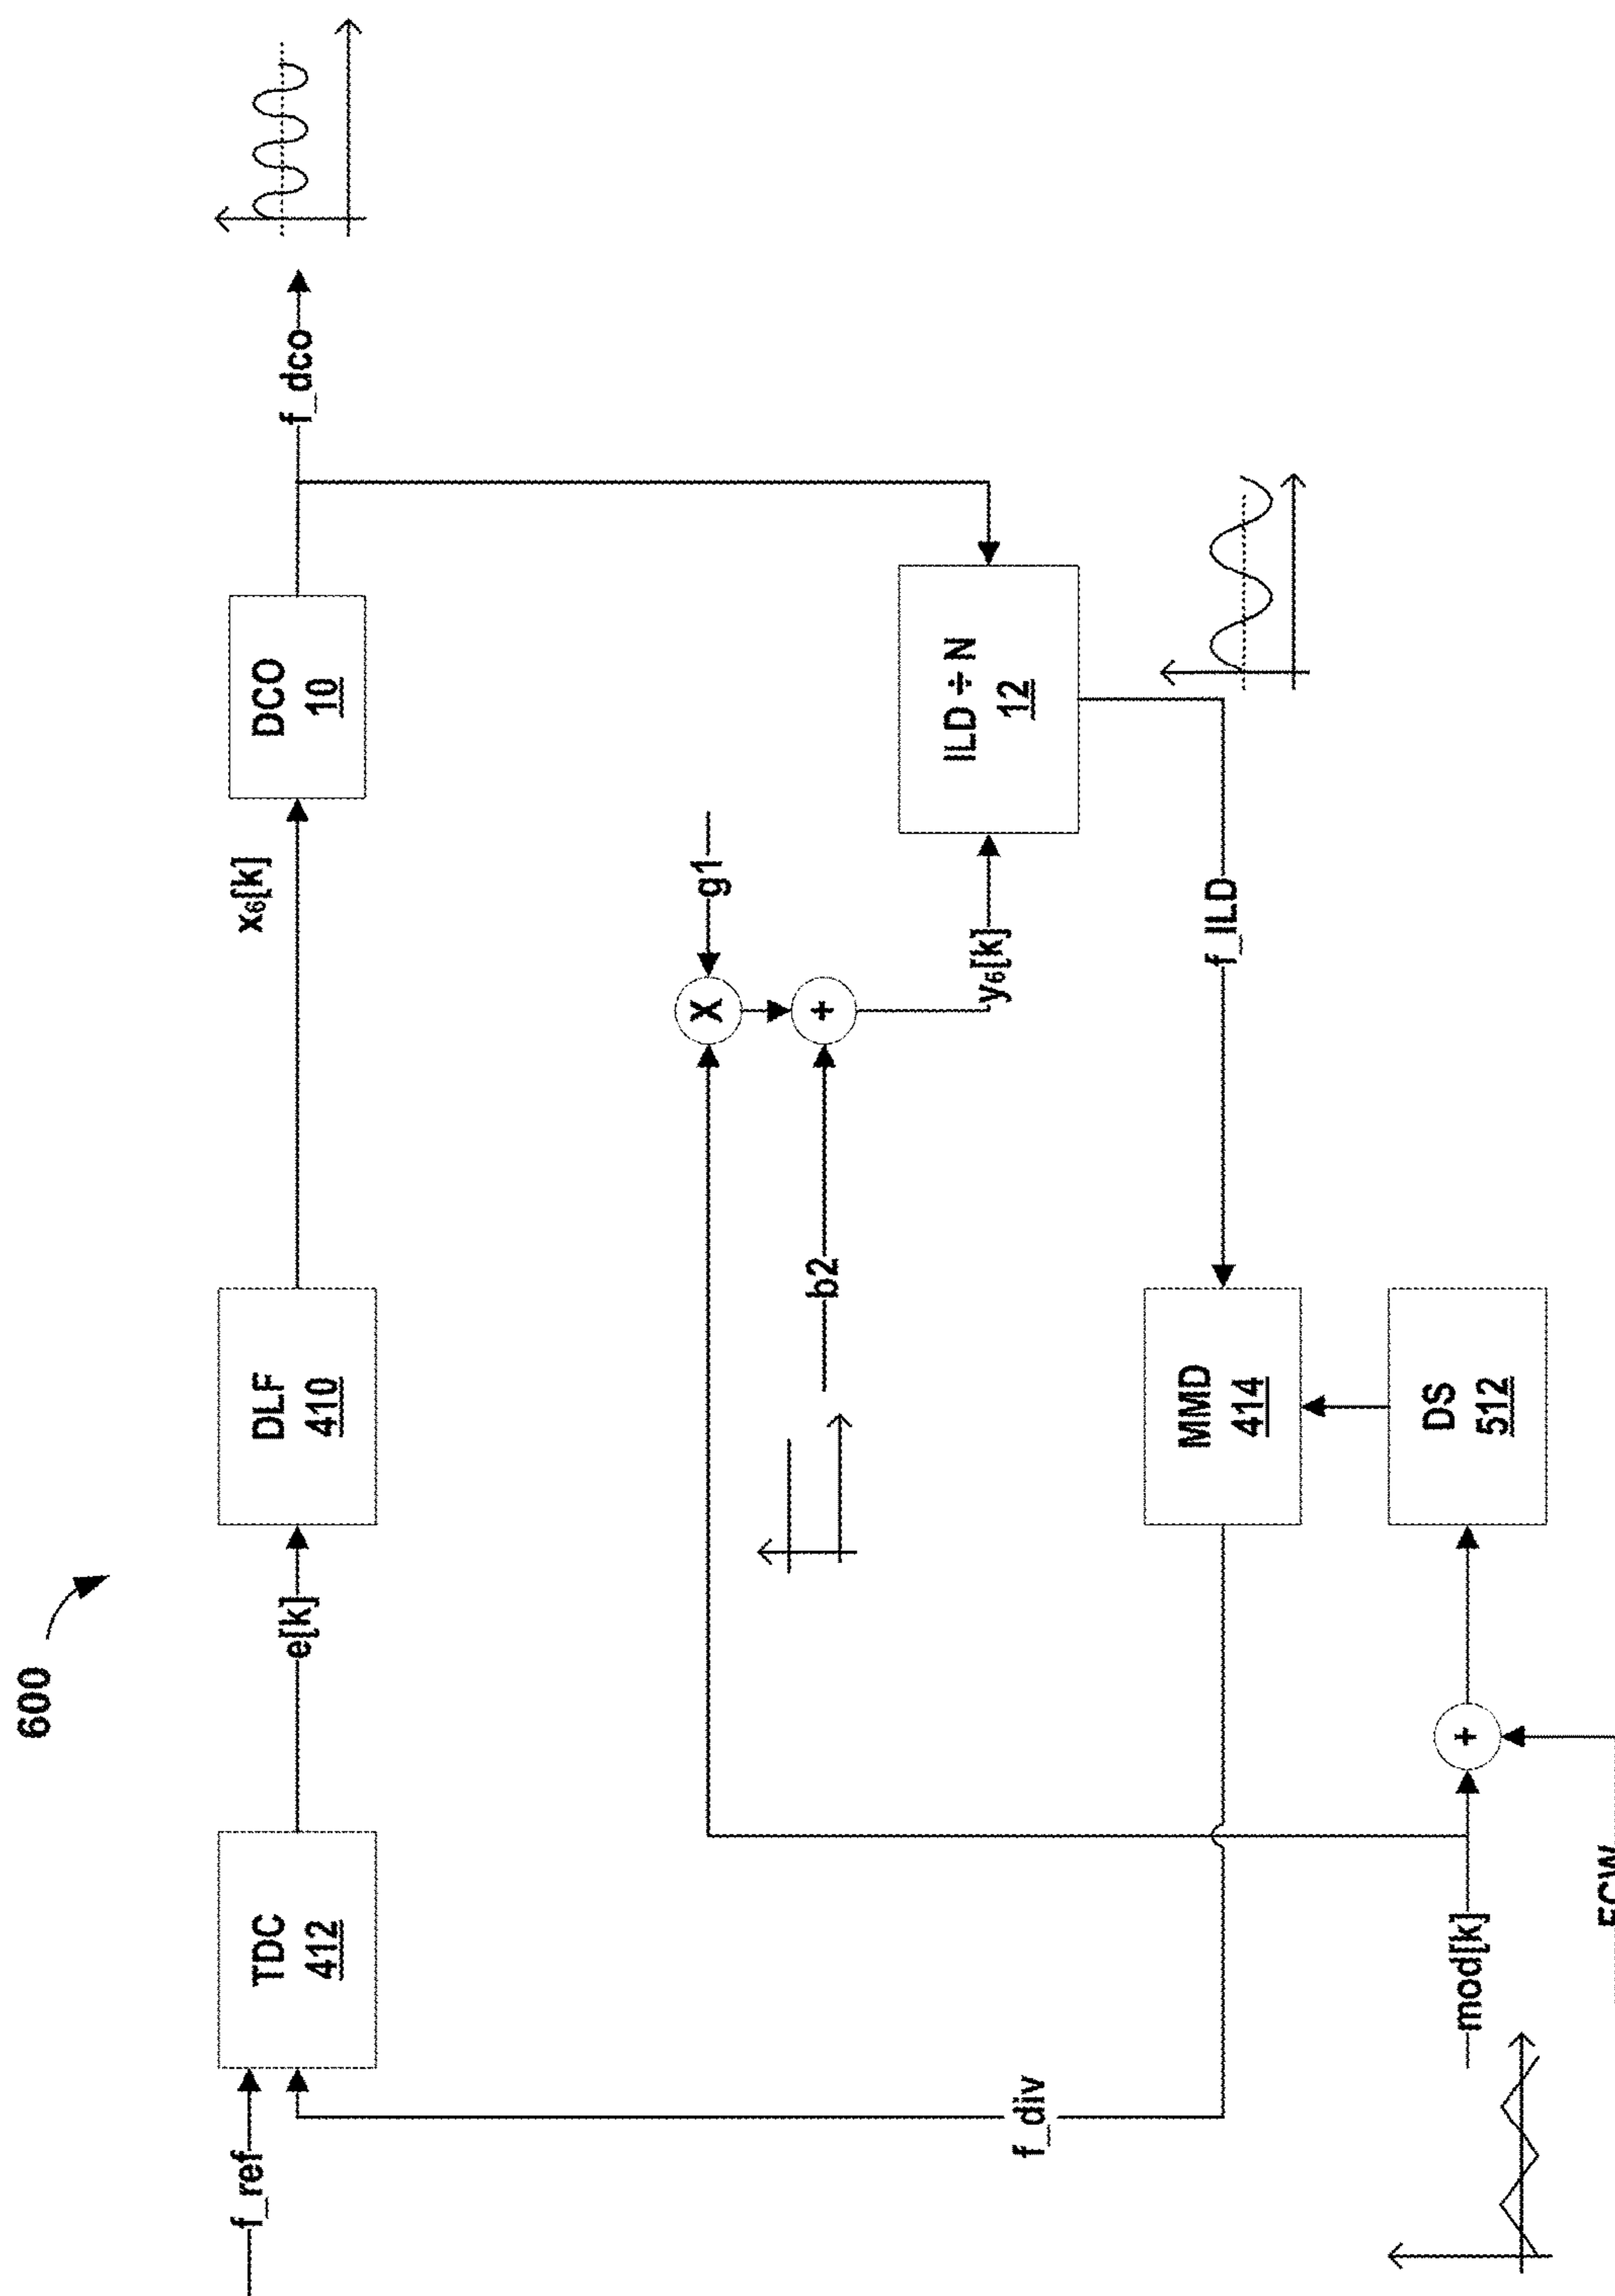 600
f_ref
TDC
412
e[k]
DLF
410
x6[k]
DCO
10
f_dco
X
g1
+
b2
y6[k]
ILD ÷ N
12
f_ILD
f_div
MMD
414
DS
512
+
mod[k]
FCW